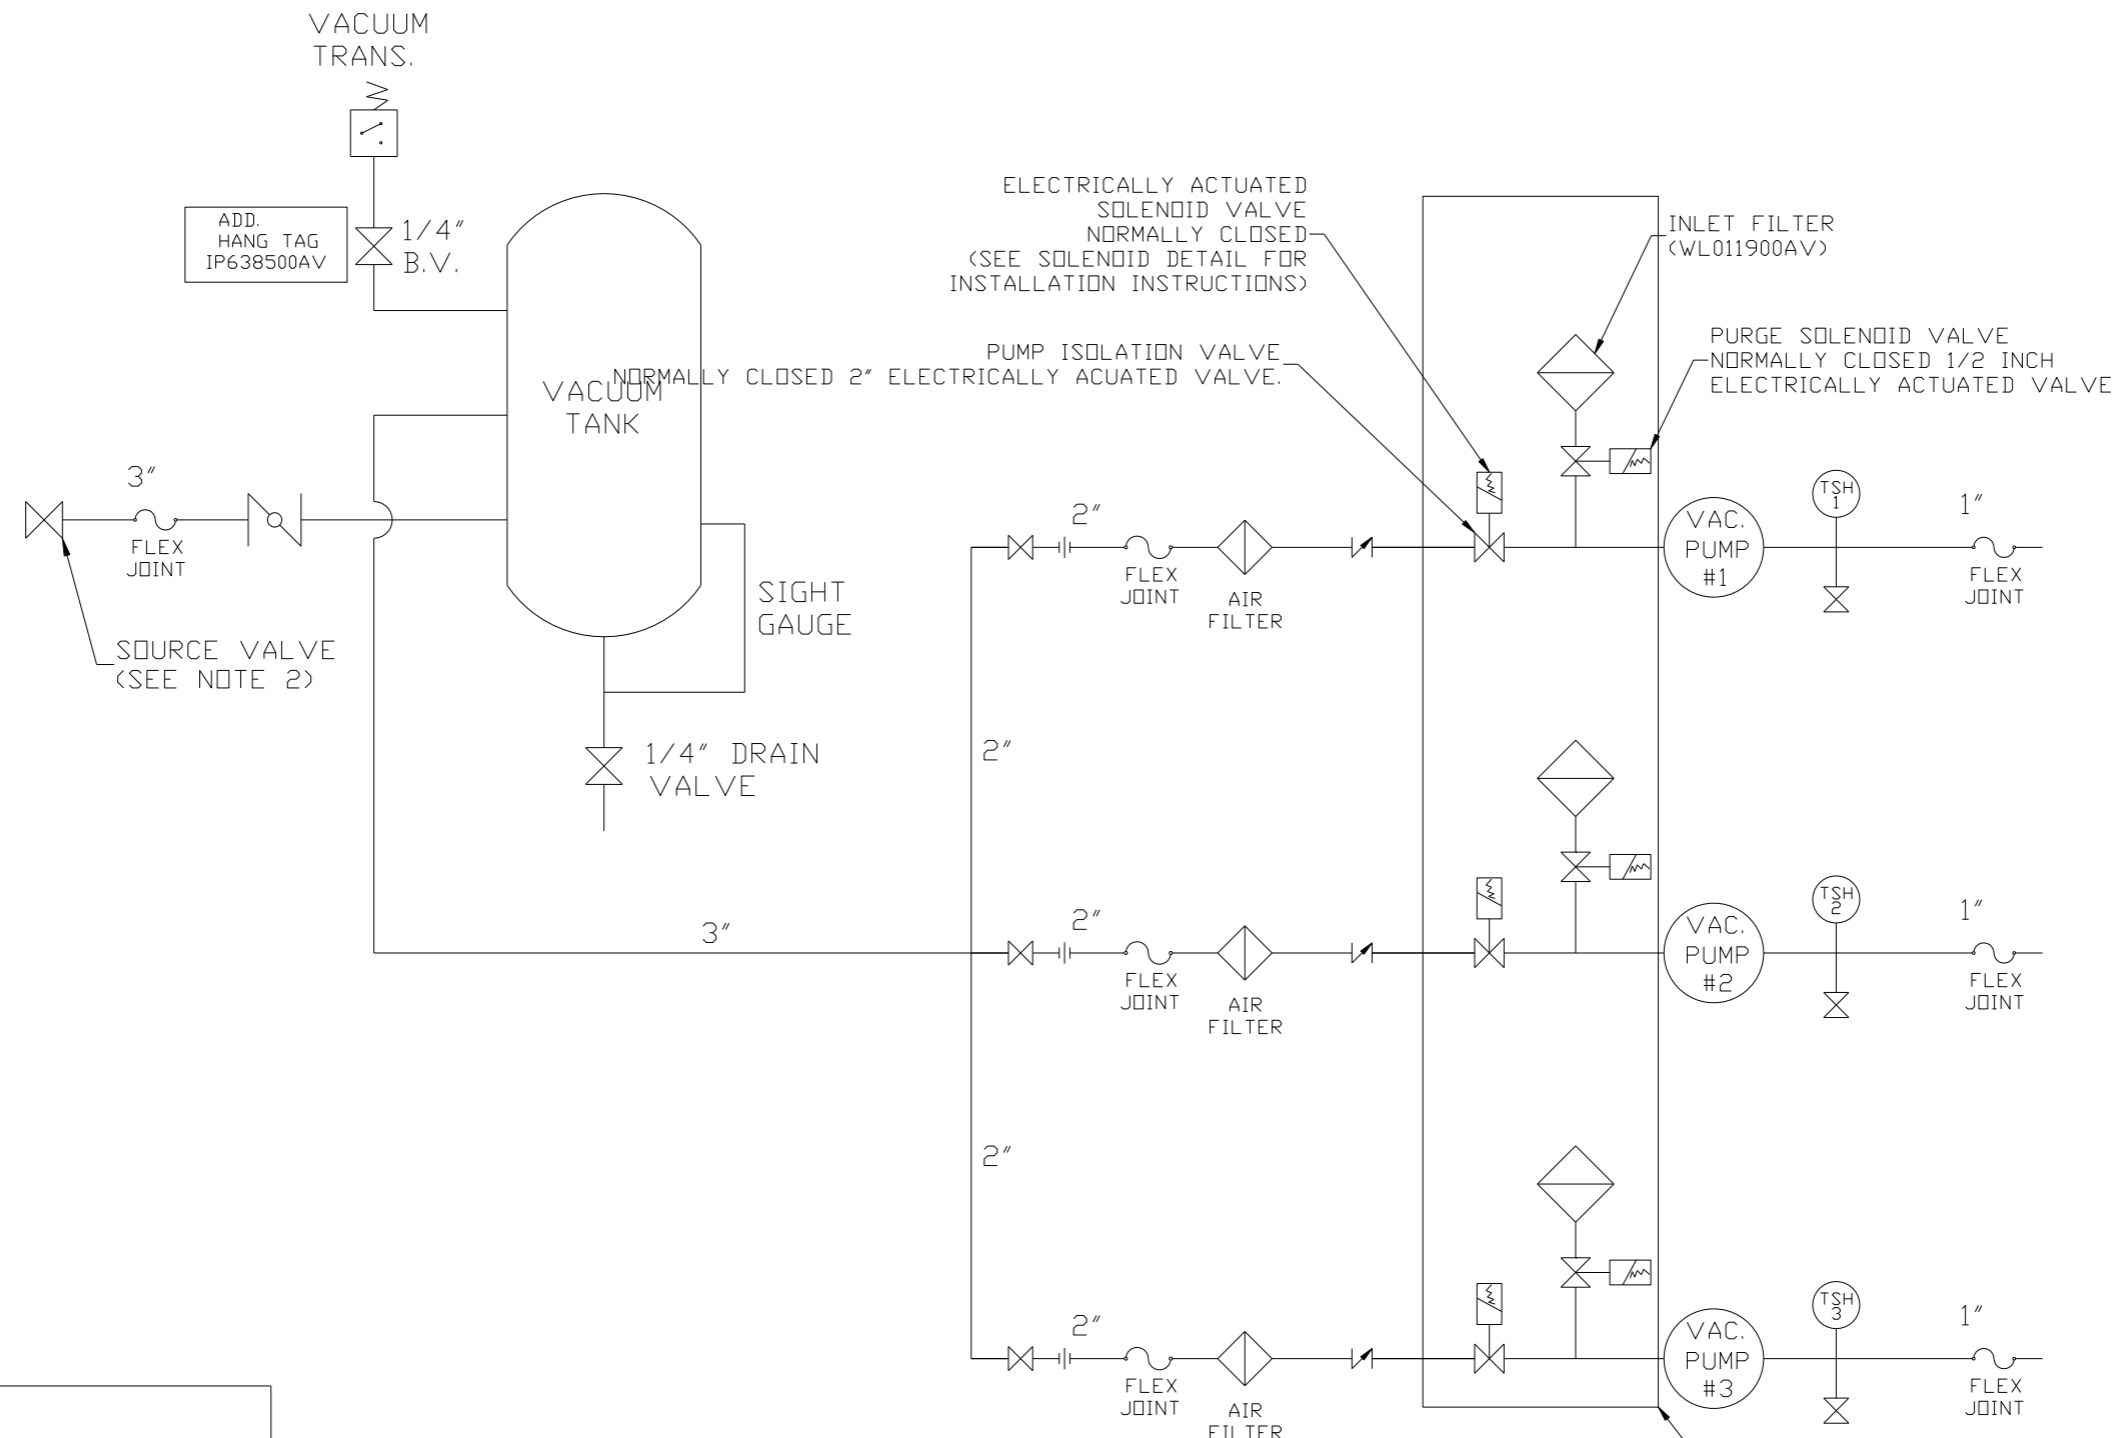 VACUUM
TRANS.
ADD.
HANG TAG
IP638500AV
1/4"
B.V.
VACUUM
TANK
3"
FLEX
JOINT
SOURCE VALVE
(SEE NOTE 2)
SIGHT
GAUGE
1/4" DRAIN
VALVE
3"
ELECTRICALLY ACTUATED
SOLENOID VALVE
NORMALLY CLOSED
(SEE SOLENOID DETAIL FOR
INSTALLATION INSTRUCTIONS)
PUMP ISOLATION VALVE
NORMALLY CLOSED 2" ELECTRICALLY ACUATED VALVE.
INLET FILTER
(WL011900AV)
PURGE SOLENOID VALVE
NORMALLY CLOSED 1/2 INCH
ELECTRICALLY ACTUATED VALVE
2"
FLEX
JOINT
AIR
FILTER
VAC.
PUMP
#1
TSH
1
1"
FLEX
JOINT
2"
2"
FLEX
JOINT
AIR
FILTER
VAC.
PUMP
#2
TSH
2
1"
FLEX
JOINT
2"
2"
FLEX
JOINT
AIR
FILTER
VAC.
PUMP
#3
TSH
3
1"
FLEX
JOINT